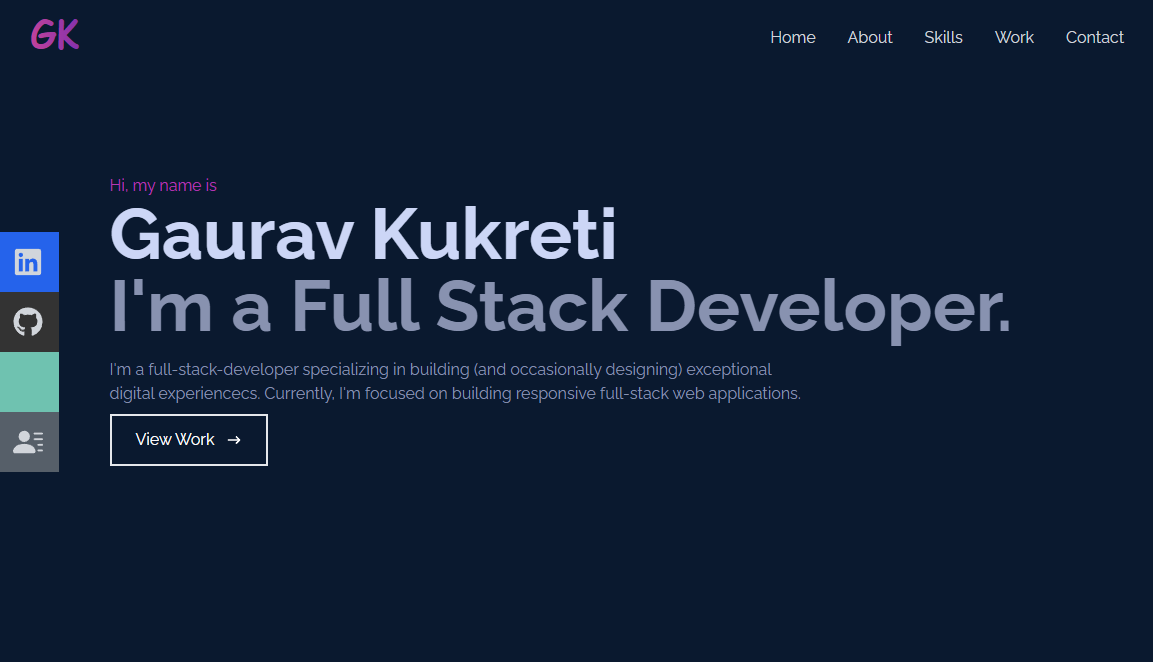 GK
Home About Skills Work Contact
Hi, my name is
Gaurav Kukreti
I'm a Full Stack Developer.
I'm a full-stack-developer specializing in building (and occasionally designing) exceptional
digital experiencecs. Currently, I'm focused on building responsive full-stack web applications.
in
View Work →